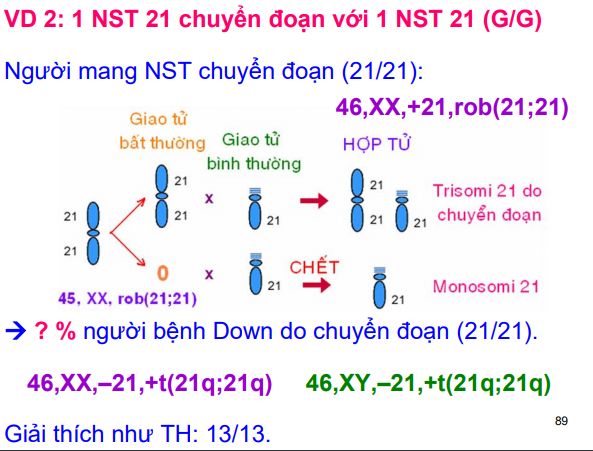 VD 2: 1 NST 21 chuyển đoạn với 1 NST 21 (G/G)
Người mang NST chuyển đoạn (21/21):
46,XX,+21,rob(21;21)
Giao tử
bất thường
Giao tử
bình thường
HỢP TỬ
21
21
21
21
x
21
21
21
21
Trisomi 21 do
chuyển đoạn
0
x
21
CHẾT
21
Monosomi 21
45, XX, rob(21;21)
→ ? % người bệnh Down do chuyển đoạn (21/21).
46,XX,–21,+t(21q;21q) 46,XY,–21,+t(21q;21q)
Giải thích như TH: 13/13.
89